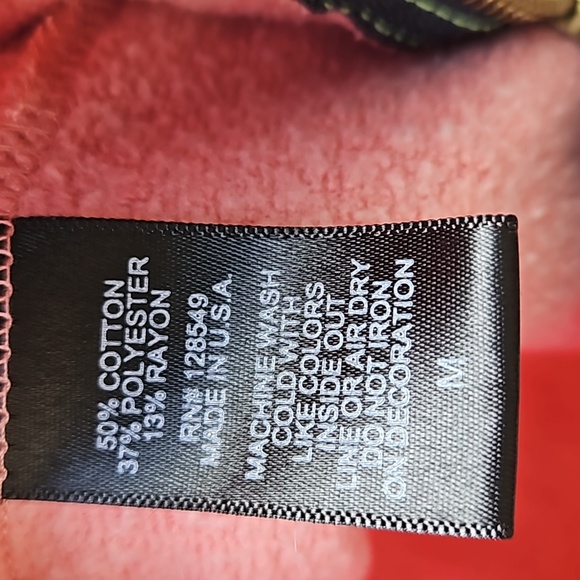 50% COTTON
37% POLYESTER
13% RAYON
RN# 128549
MADE IN U.S.A.
MACHINE WASH
COLD WITH
LIKE COLORS
INSIDE OUT
LINE OR AIR DRY
DO NOT IRON
ON DECORATION
M